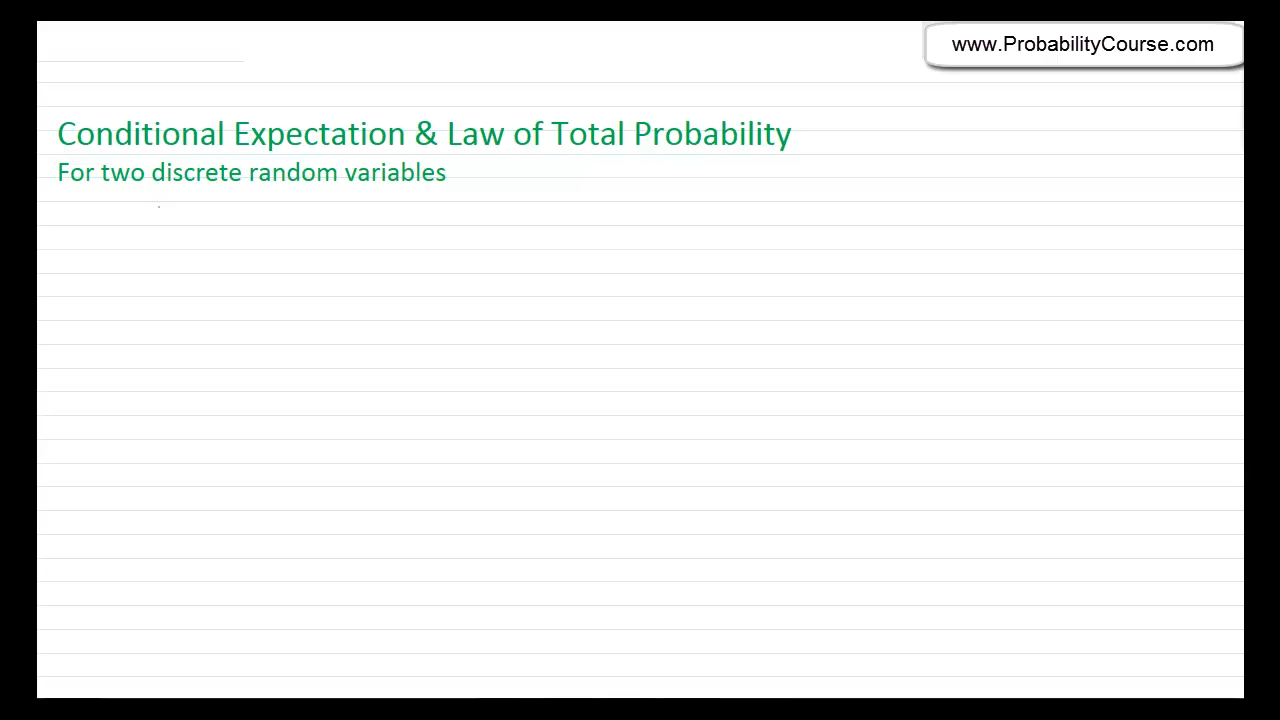 www.ProbabilityCourse.com
Conditional Expectation & Law of Total Probability
For two discrete random variables